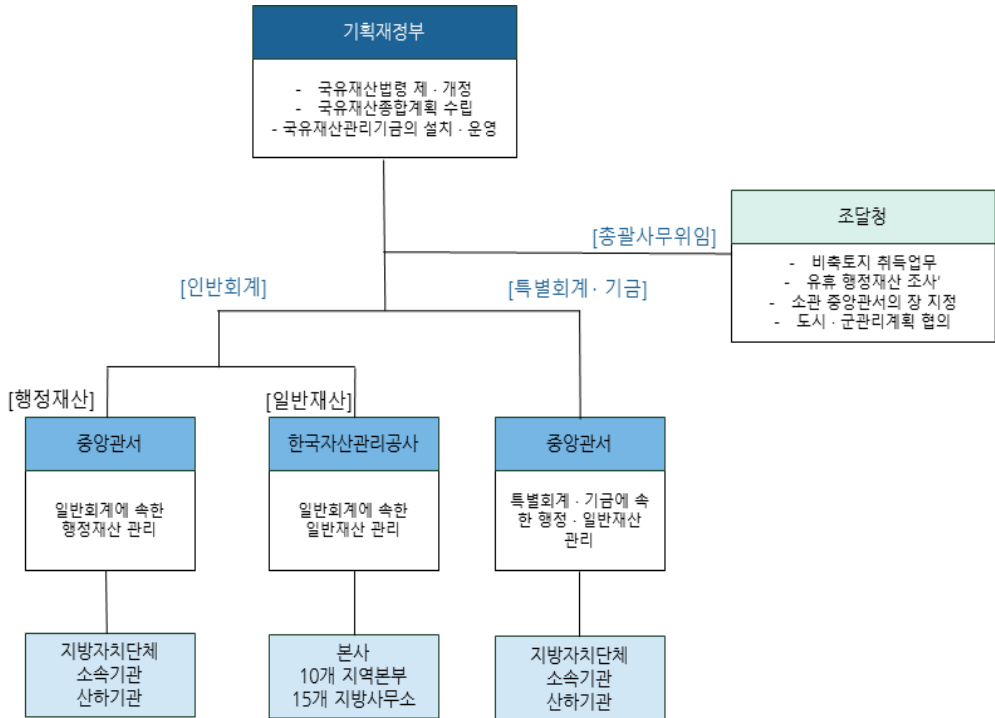 기획재정부
- 국유재산법령 제 · 개정
- 국유재산종합계획 수립
- 국유재산관리기금의 설치 · 운영
[총괄사무위임]
조달청
- 비축토지 취득업무
- 유휴 행정재산 조사'
- 소관 중앙관서의 장 지정
- 도시 · 군관리계획 협의
[인반회계]
[특별회계 · 기금]
[행정재산]
[일반재산]
중앙관서
일반회계에 속한
행정재산 관리
한국자산관리공사
일반회계에 속한
일반재산 관리
중앙관서
특별회계 · 기금에 속
한 행정 · 일반재산
관리
지방자치단체
소속기관
산하기관
본사
10개 지역본부
15개 지방사무소
지방자치단체
소속기관
산하기관